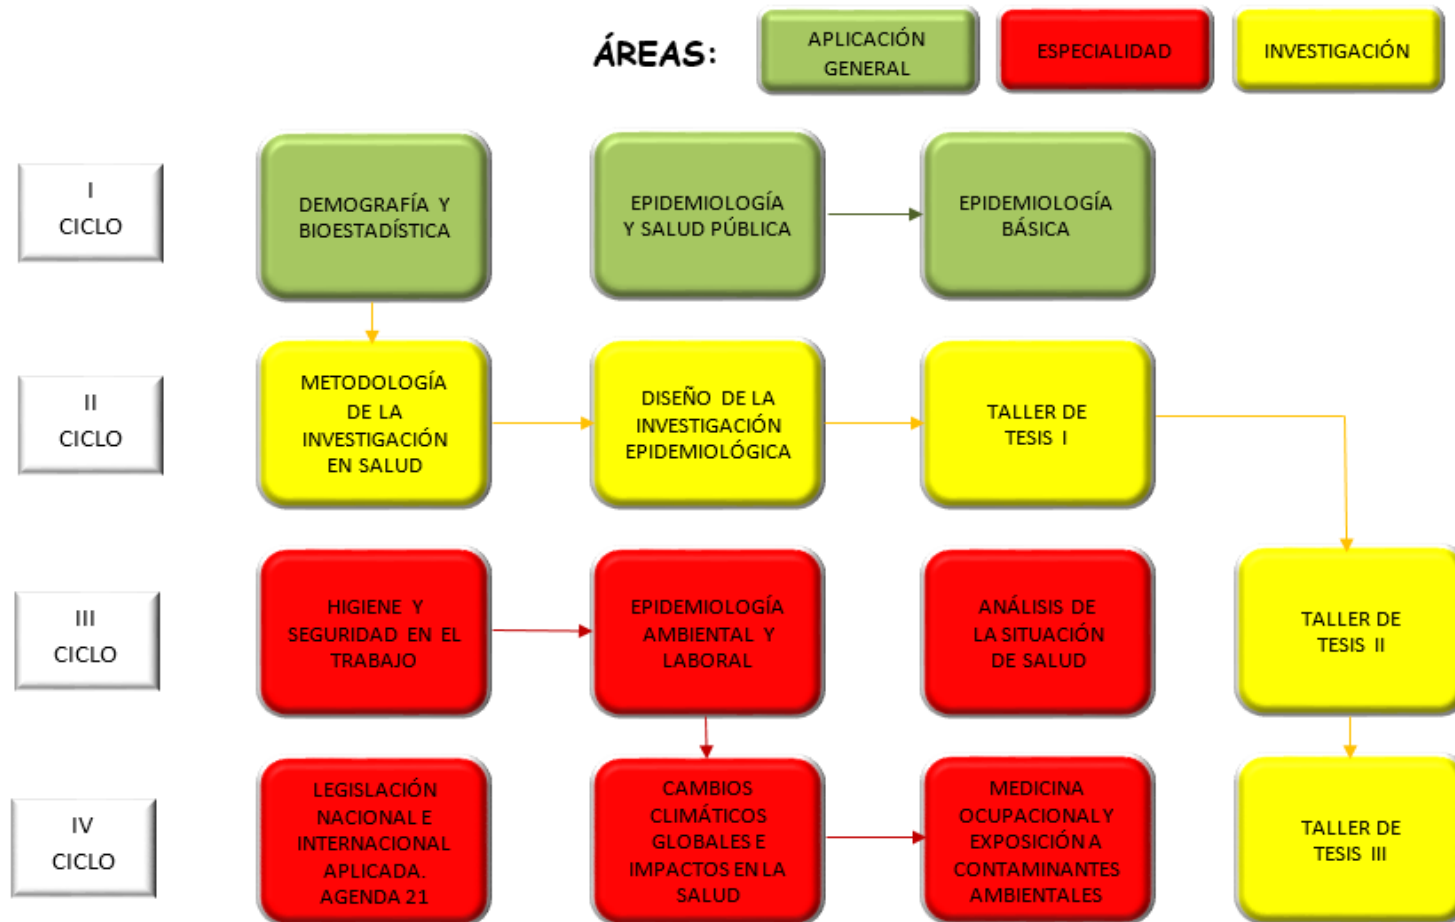 ÁREAS:
APLICACIÓN
GENERAL
ESPECIALIDAD
INVESTIGACIÓN
I
CICLO
DEMOGRAFÍA Y
BIOESTADÍSTICA
EPIDEMIOLOGÍA
Y SALUD PÚBLICA
EPIDEMIOLOGÍA
BÁSICA
II
CICLO
METODOLOGÍA
DE LA
INVESTIGACIÓN
EN SALUD
DISEÑO DE LA
INVESTIGACIÓN
EPIDEMIOLÓGICA
TALLER DE
TESIS I
III
CICLO
HIGIENE Y
SEGURIDAD EN EL
TRABAJO
EPIDEMIOLOGÍA
AMBIENTAL Y
LABORAL
ANÁLISIS DE
LA SITUACIÓN
DE SALUD
TALLER DE
TESIS II
IV
CICLO
LEGISLACIÓN
NACIONAL E
INTERNACIONAL
APLICADA.
AGENDA 21
CAMBIOS
CLIMÁTICOS
GLOBALES E
IMPACTOS EN LA
SALUD
MEDICINA
OCUPACIONAL Y
EXPOSICIÓN A
CONTAMINANTES
AMBIENTALES
TALLER DE
TESIS III